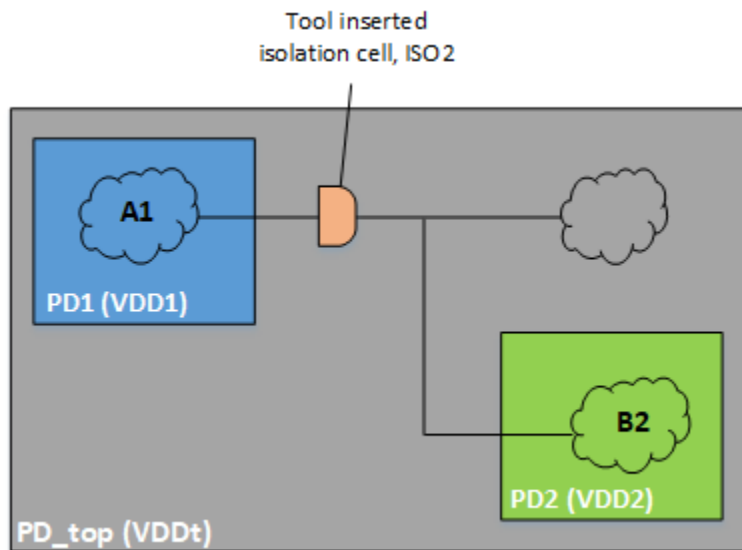 Tool inserted
isolation cell, ISO2
A1
PD1 (VDD1)
B2
PD2 (VDD2)
PD_top (VDDt)